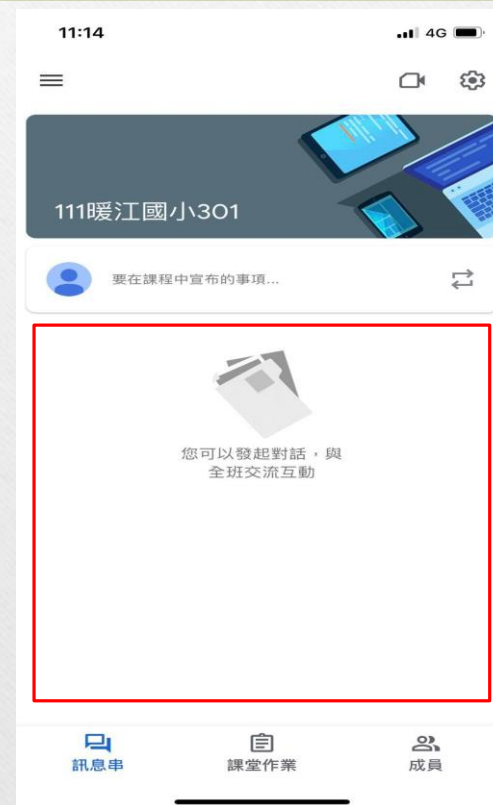 11:14
4G
111暖江國小301
要在課程中宣布的事項...
您可以發起對話，與
全班交流互動
訊息串
課堂作業
成員